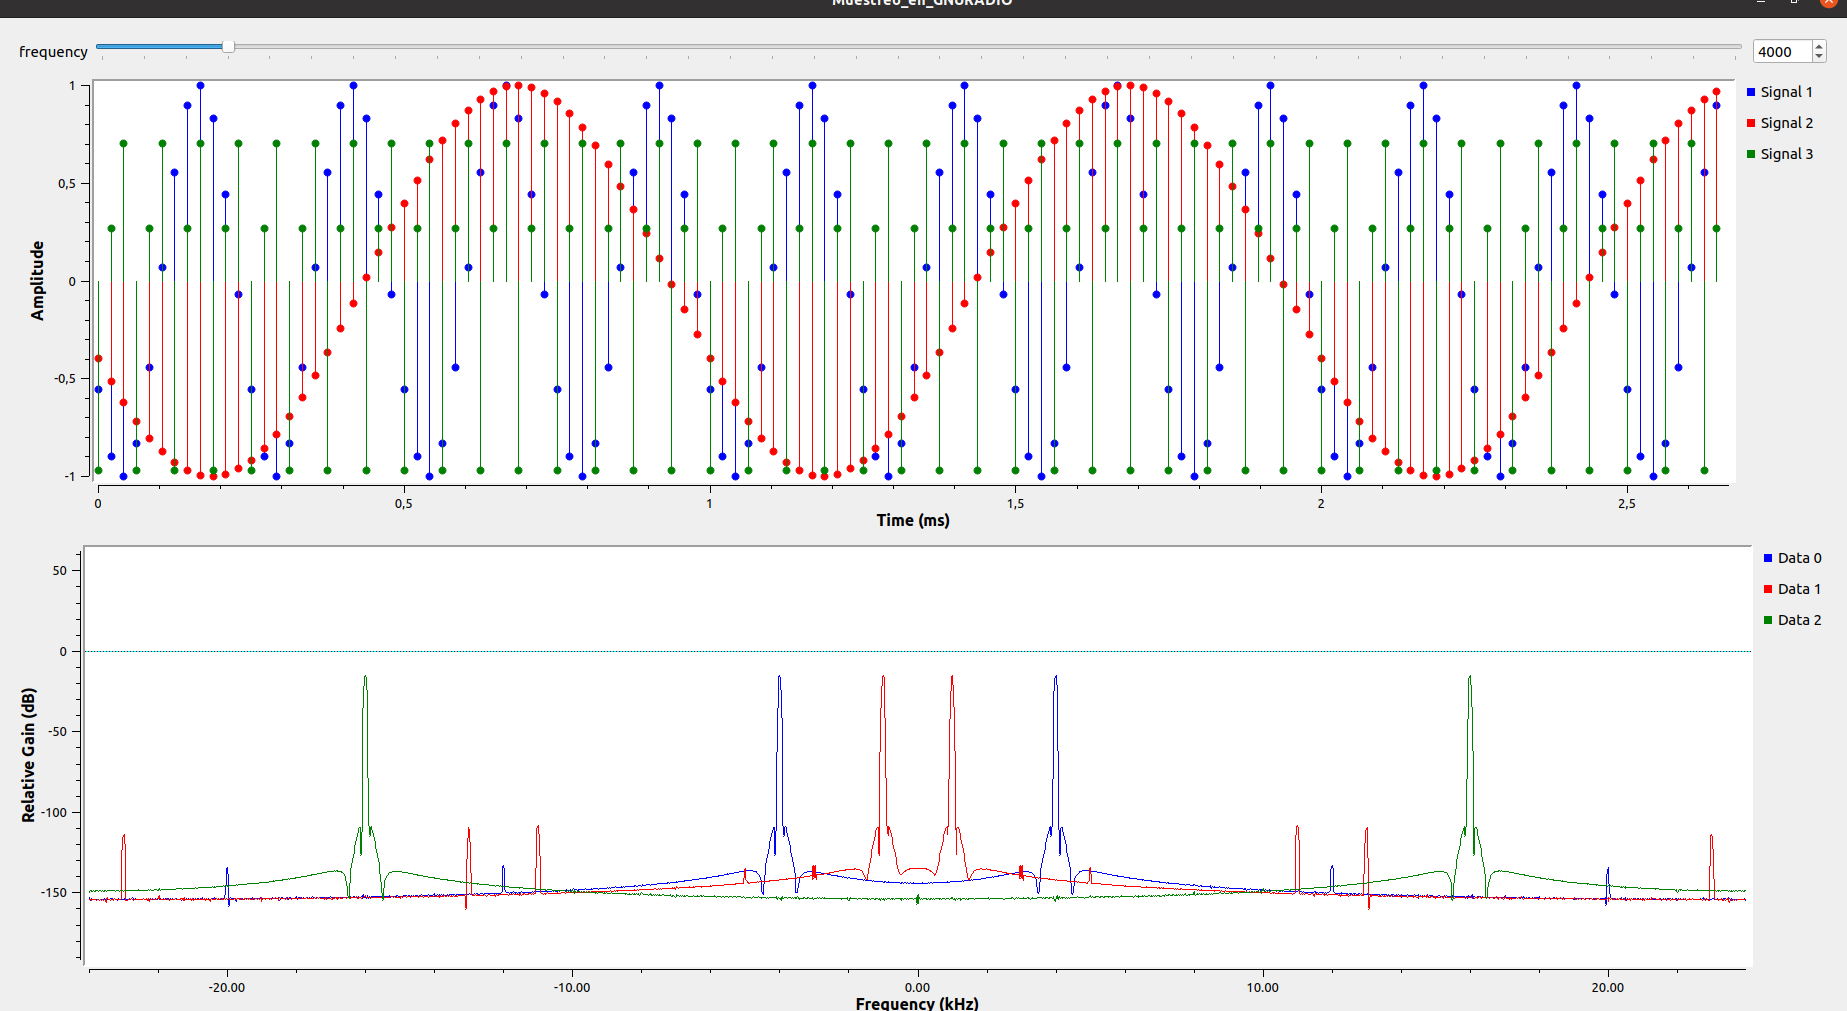 Muestreo_en_GNURADIO
frequency
4000
1
0,5
0
-0,5
-1
Amplitude
0
0,5
1
1,5
2
2,5
Time (ms)
Signal 1
Signal 2
Signal 3
50
0
-50
-100
-150
Relative Gain (dB)
-20.00
-10.00
0.00
10.00
20.00
Frequency (kHz)
Data 0
Data 1
Data 2